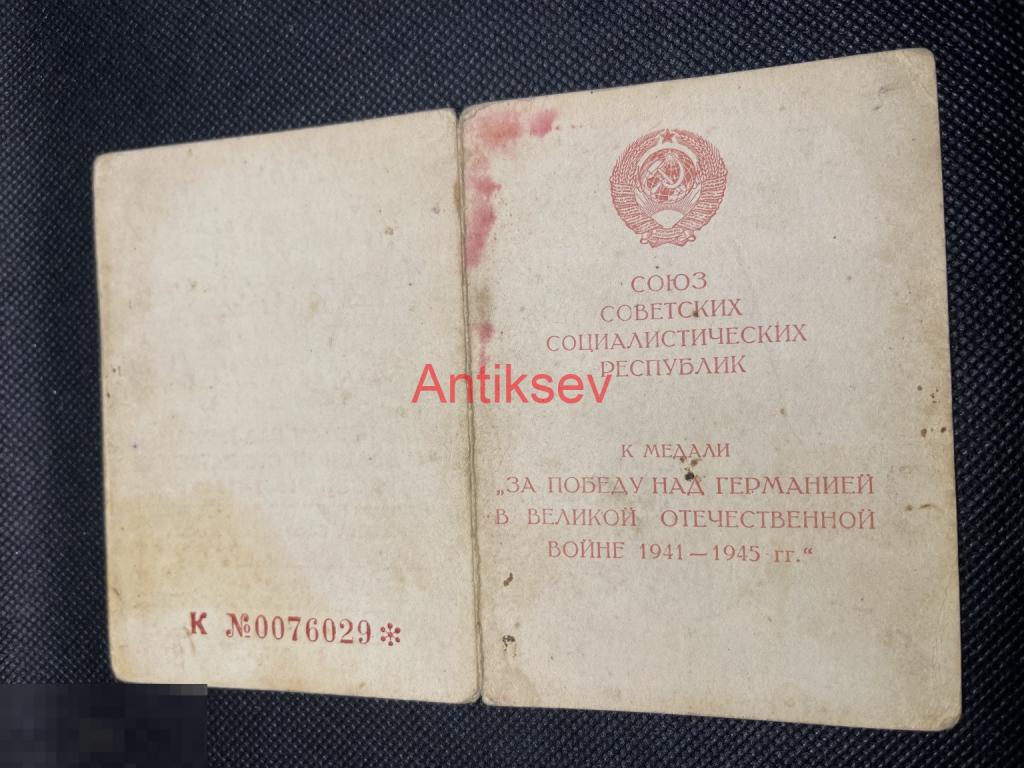 К №0076029*
СОЮЗ
СОВЕТСКИХ
СОЦИАЛИСТИЧЕСКИХ
РЕСПУБЛИК
Antiksev
К МЕДАЛИ
„ЗА ПОБЕДУ НАД ГЕРМАНИЕЙ
В ВЕЛИКОЙ ОТЕЧЕСТВЕННОЙ
ВОЙНЕ 1941—1945 гг.“